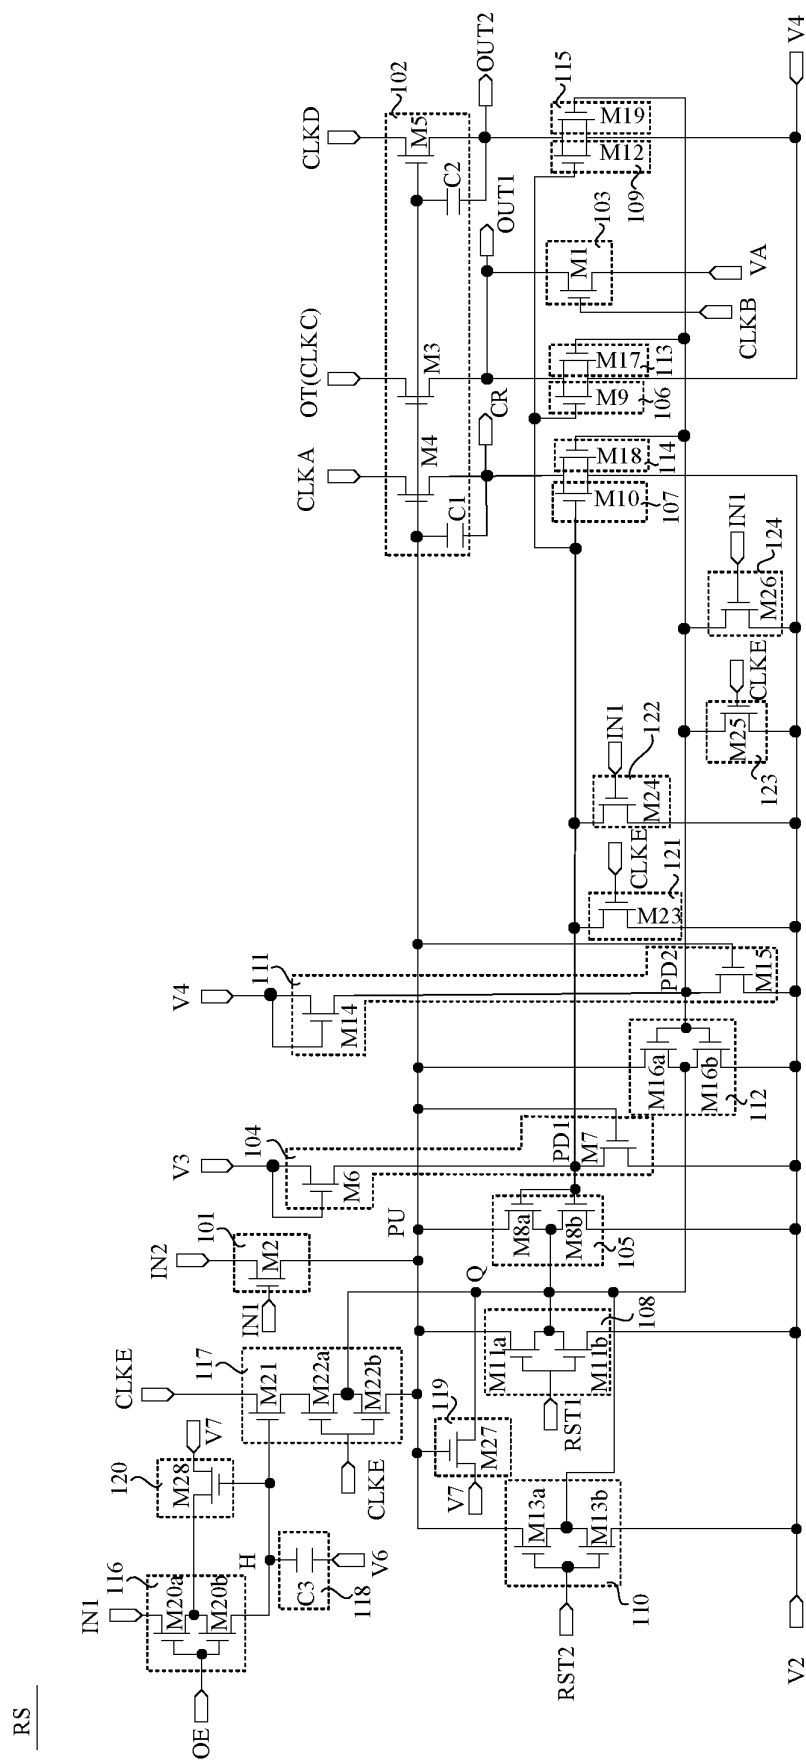 RS
OE
IN1
116
M20a
M20b
120
M28
V7
H
C3
118
V6
CLKE
117
M21
M22a
M22b
CLKE
IN2
101
M2
IN1
119
M27
V7
RST2
M13a
M13b
110
RST1
M11a
M11b
108
Q
PU
V3
104
M6
M7
PD1
M8a
M8b
105
V4
111
M14
M15
PD2
M16a
M16b
112
M23
121
CLKE
M24
122
IN1
M25
123
CLKE
M26
124
IN1
CLKA
OT(CLKC)
CLKD
102
C1
M4
M3
C2
M5
CR
OUT1
OUT2
M10
107
M18
114
M9
106
M17
113
M1
103
CLKB
VA
M12
109
M19
115
V2
V4